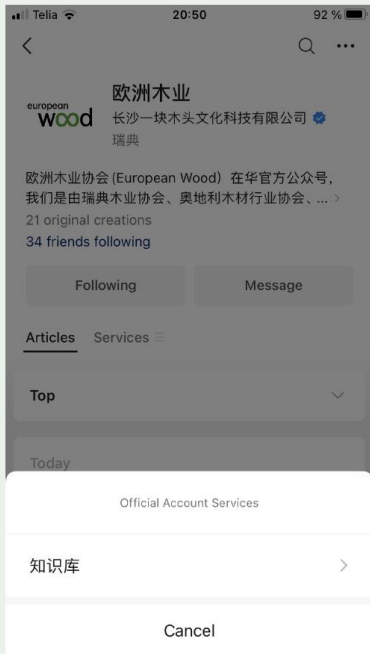 Telia 20:50 92 %
european
wood
欧洲木业
长沙一块木头文化科技有限公司
瑞典
欧洲木业协会 (European Wood) 在华官方公众号，
我们是由瑞典木业协会、奥地利木材行业协会、...
21 original creations
34 friends following
Following Message
Articles Services
Top
Today
Official Account Services
知识库
Cancel